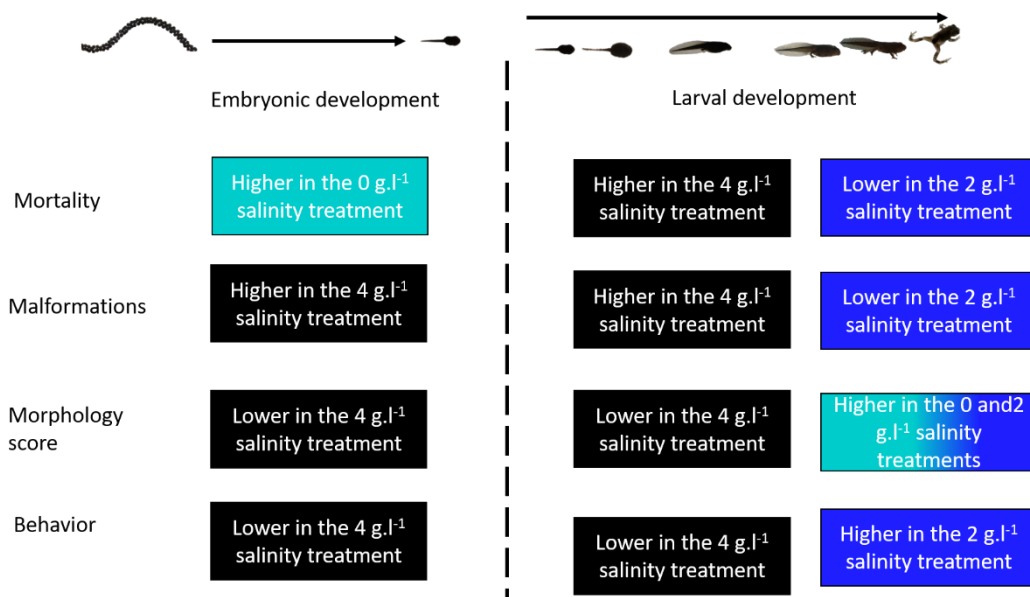 Embryonic development
Larval development
Mortality
Higher in the 0 g.l⁻¹
salinity treatment
Higher in the 4 g.l⁻¹
salinity treatment
Lower in the 2 g.l⁻¹
salinity treatment
Malformations
Higher in the 4 g.l⁻¹
salinity treatment
Higher in the 4 g.l⁻¹
salinity treatment
Lower in the 2 g.l⁻¹
salinity treatment
Morphology
score
Lower in the 4 g.l⁻¹
salinity treatment
Lower in the 4 g.l⁻¹
salinity treatment
Higher in the 0 and2
g.l⁻¹ salinity
treatments
Behavior
Lower in the 4 g.l⁻¹
salinity treatment
Lower in the 4 g.l⁻¹
salinity treatment
Higher in the 2 g.l⁻¹
salinity treatment